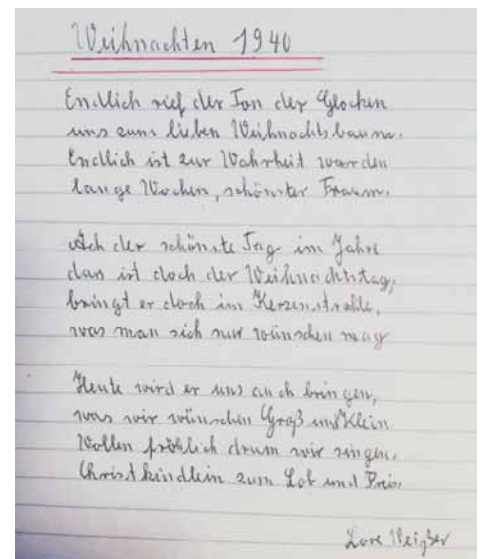 Weihnachten 1940
Endlich rief der Ton der Glocken
uns zum lieben Weihnachtsbaum.
Endlich ist zur Wahrheit worden
lange Wochen, schönster Traum.
Ach der schönste Tag im Jahre
das ist doch der Weihnachtstag,
bringt er doch im Kerzenstrahle,
was man sich nur wünschen mag
Heute wird er uns auch bringen,
was wir wünschen Groß und Klein
Wollen fröhlich drum wir singen,
Christkindlein zum Lob und Preis.
Lore